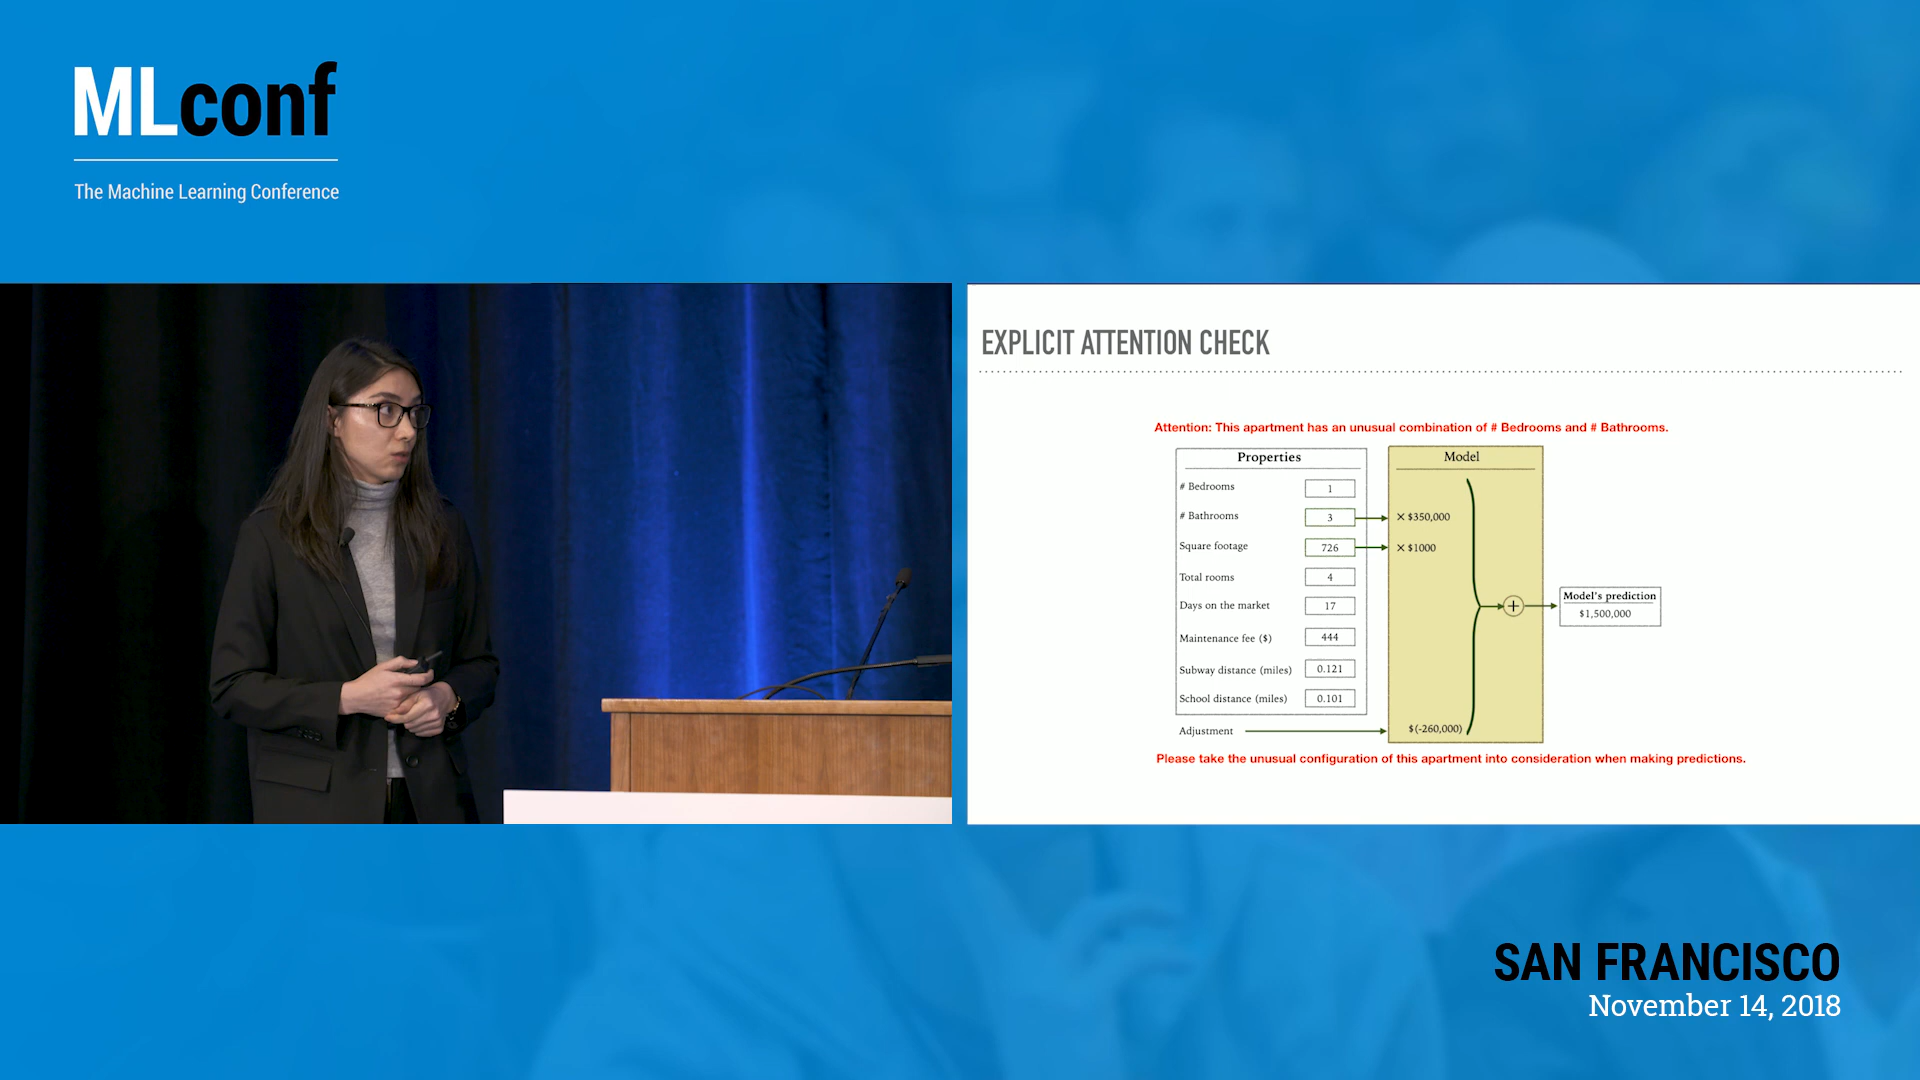 MLconf
The Machine Learning Conference
EXPLICIT ATTENTION CHECK
Attention: This apartment has an unusual combination of # Bedrooms and # Bathrooms.
Properties
# Bedrooms 1
# Bathrooms 3
Square footage 726
Total rooms 4
Days on the market 17
Maintenance fee ($) 444
Subway distance (miles) 0.121
School distance (miles) 0.101
Adjustment
Model
× $350,000
× $1000
$(-260,000)
+
Model's prediction
$1,500,000
Please take the unusual configuration of this apartment into consideration when making predictions.
SAN FRANCISCO
November 14, 2018